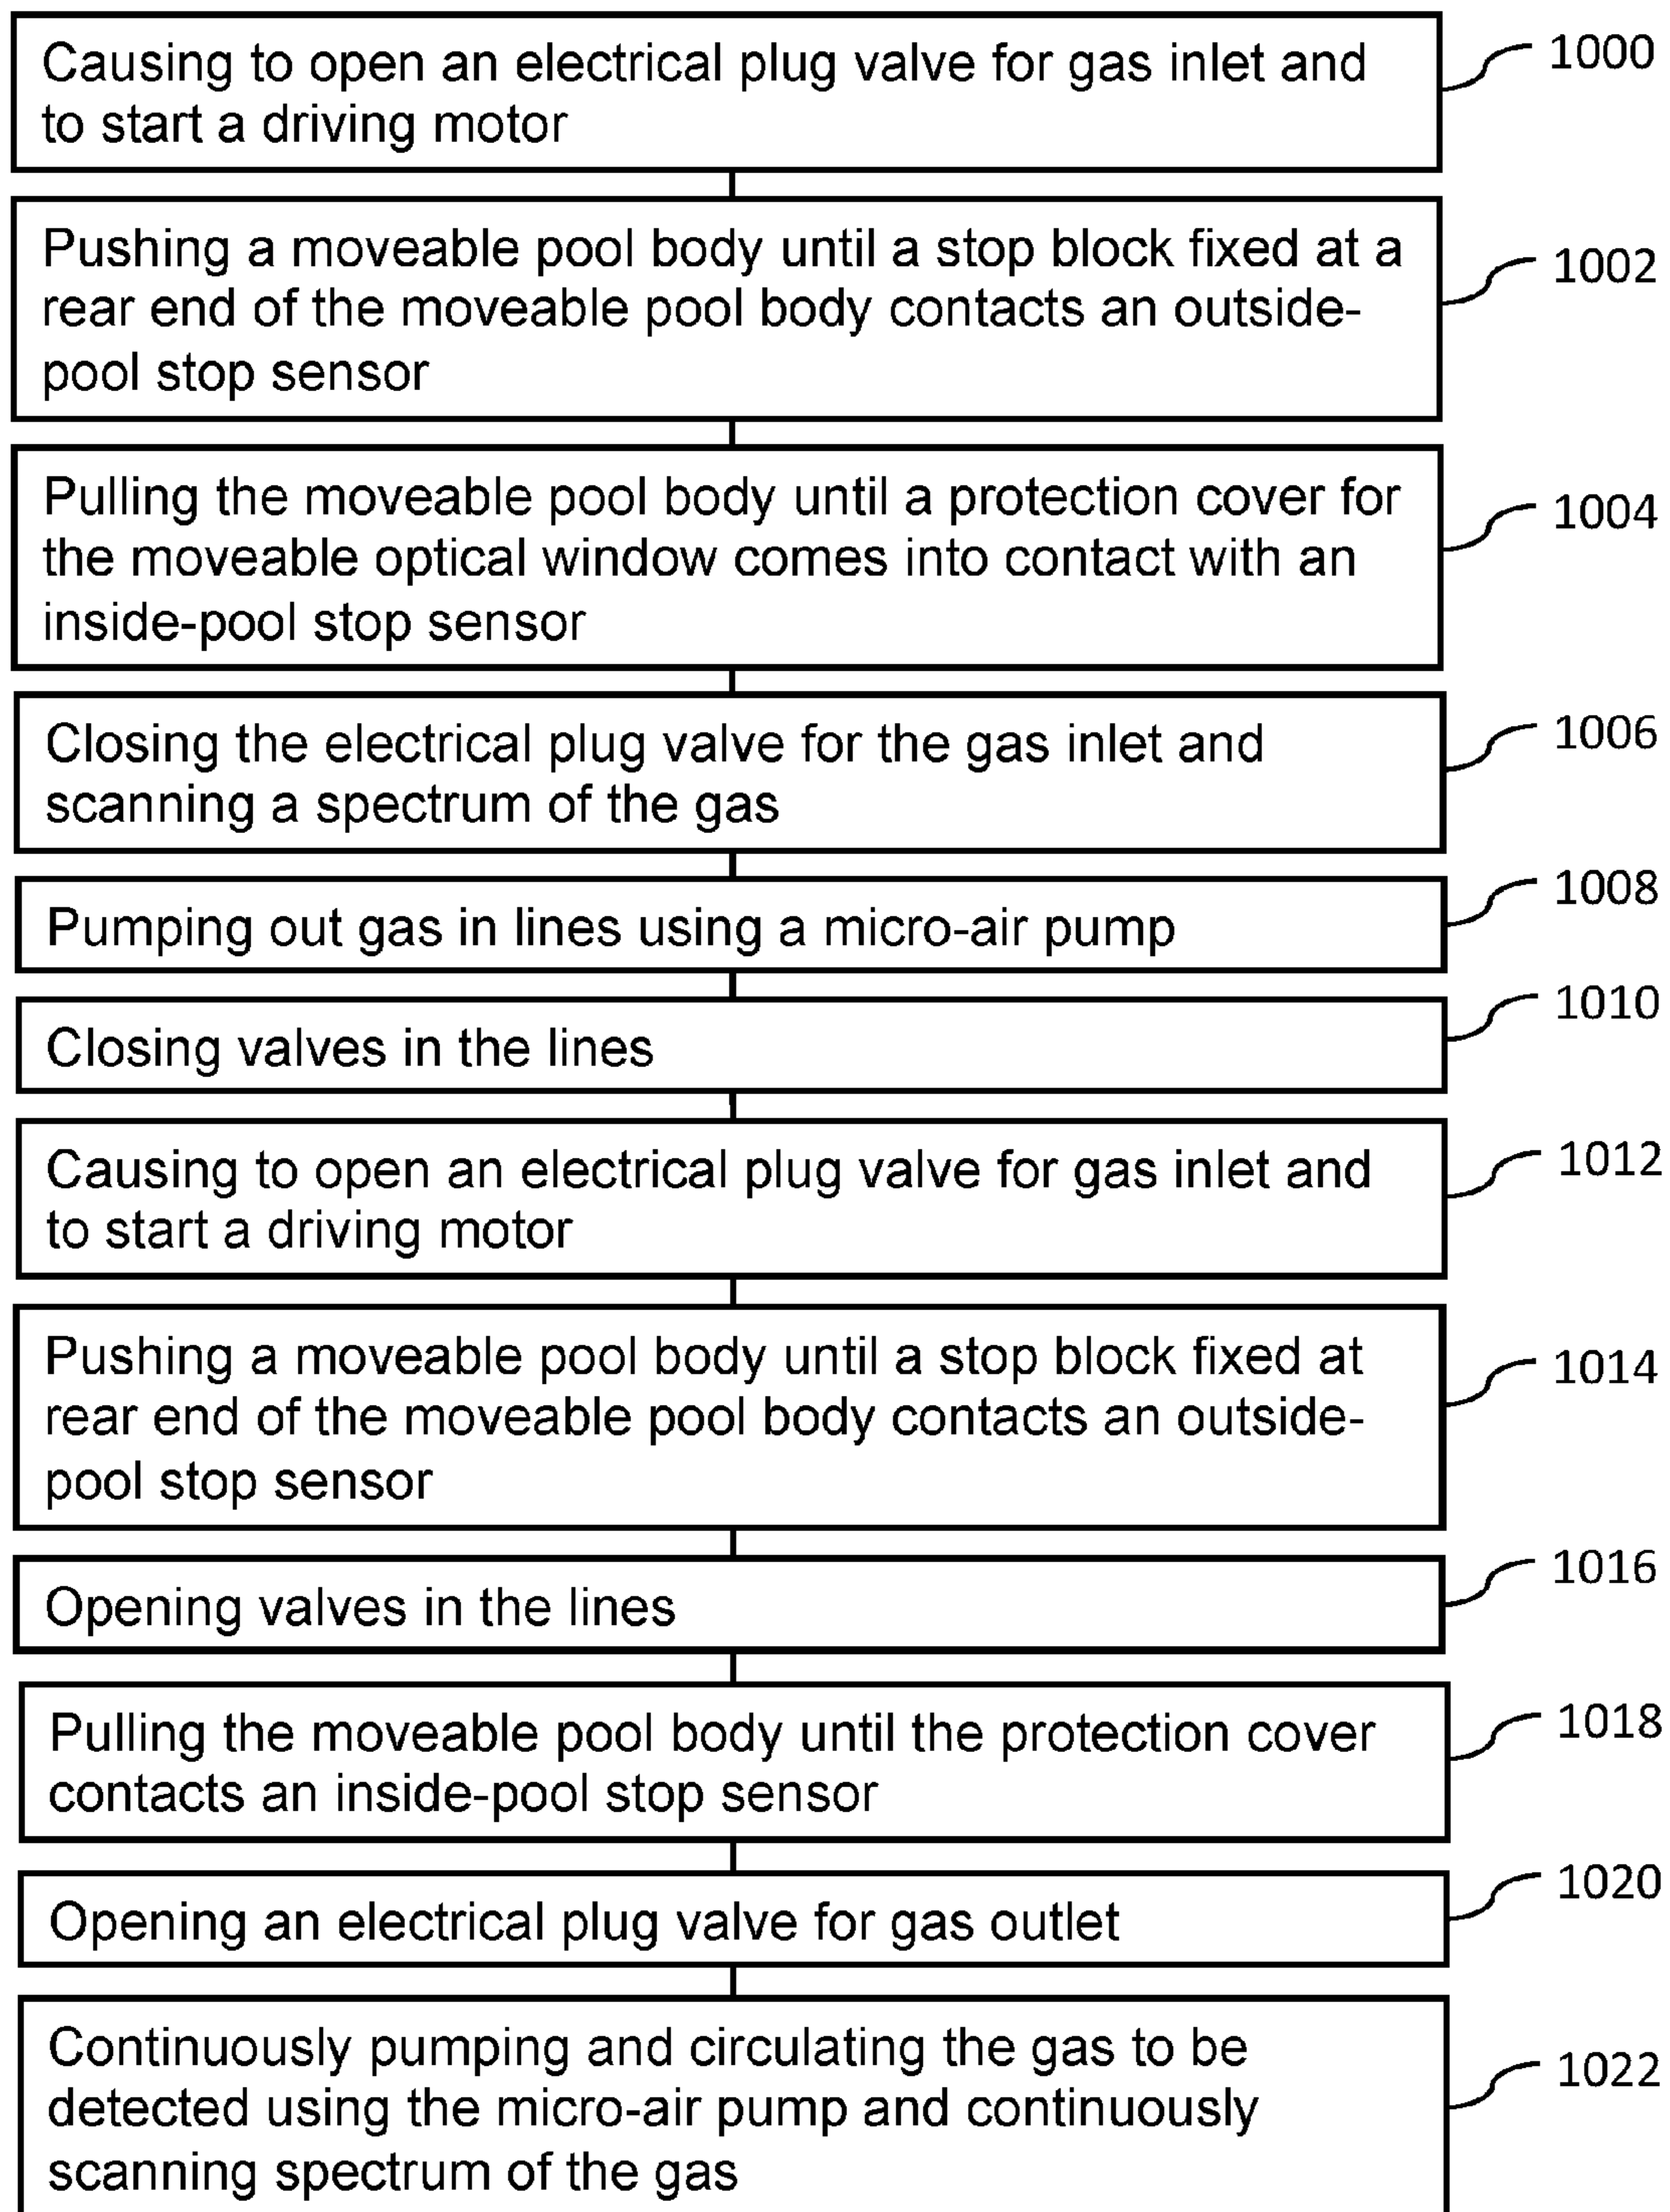 Causing to open an electrical plug valve for gas inlet and
to start a driving motor
1000
Pushing a moveable pool body until a stop block fixed at a
rear end of the moveable pool body contacts an outside-
pool stop sensor
1002
Pulling the moveable pool body until a protection cover for
the moveable optical window comes into contact with an
inside-pool stop sensor
1004
Closing the electrical plug valve for the gas inlet and
scanning a spectrum of the gas
1006
Pumping out gas in lines using a micro-air pump
1008
Closing valves in the lines
1010
Causing to open an electrical plug valve for gas inlet and
to start a driving motor
1012
Pushing a moveable pool body until a stop block fixed at
rear end of the moveable pool body contacts an outside-
pool stop sensor
1014
Opening valves in the lines
1016
Pulling the moveable pool body until the protection cover
contacts an inside-pool stop sensor
1018
Opening an electrical plug valve for gas outlet
1020
Continuously pumping and circulating the gas to be
detected using the micro-air pump and continuously
scanning spectrum of the gas
1022